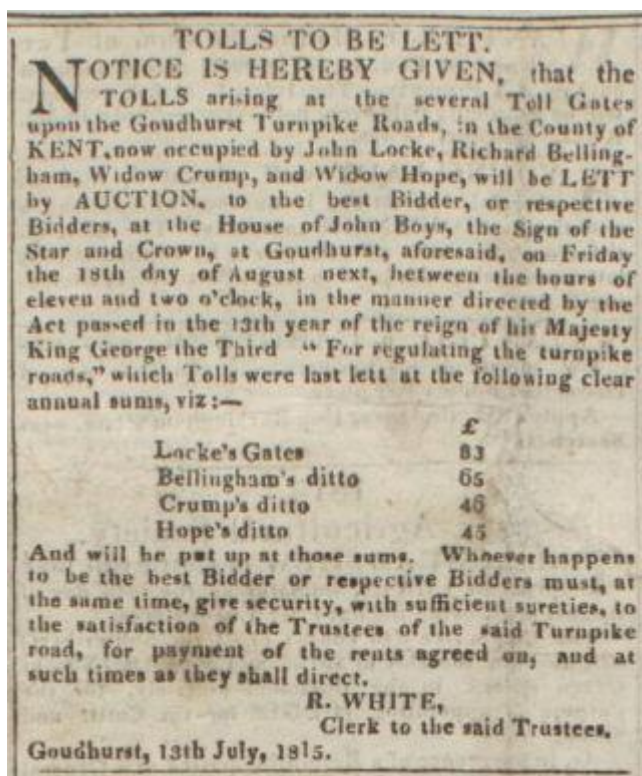 TOLLS TO BE LETT.
NOTICE IS HEREBY GIVEN, that the
TOLLS arising at the several Toll Gates
upon the Goudhurst Turnpike Roads, in the County of
KENT, now occupied by John Locke, Richard Belling-
ham, Widow Crump, and Widow Hope, will be LETT
by AUCTION, to the best Bidder, or respective
Bidders, at the House of John Boys, the Sign of the
Star and Crown, at Goudhurst, aforesaid, on Friday
the 18th day of August next, between the hours of
eleven and two o'clock, in the manner directed by the
Act passed in the 13th year of the reign of his Majesty
King George the Third "For regulating the turnpike
roads," which Tolls were last lett at the following clear
annual sums, viz:—
£
Locke's Gates 83
Bellingham's ditto 65
Crump's ditto 46
Hope's ditto 45
And will be put up at those sums. Whoever happens
to be the best Bidder or respective Bidders must, at
the same time, give security, with sufficient sureties, to
the satisfaction of the Trustees of the said Turnpike
road, for payment of the rents agreed on, and at
such times as they shall direct.
R. WHITE,
Clerk to the said Trustees.
Goudhurst, 13th July, 1815.